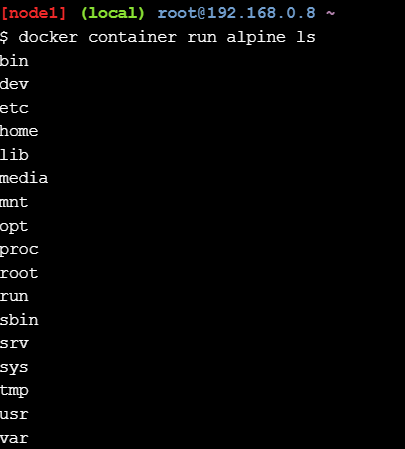 [node1] (local) root@192.168.0.8 ~
$ docker container run alpine ls
bin
dev
etc
home
lib
media
mnt
opt
proc
root
run
sbin
srv
sys
tmp
usr
var